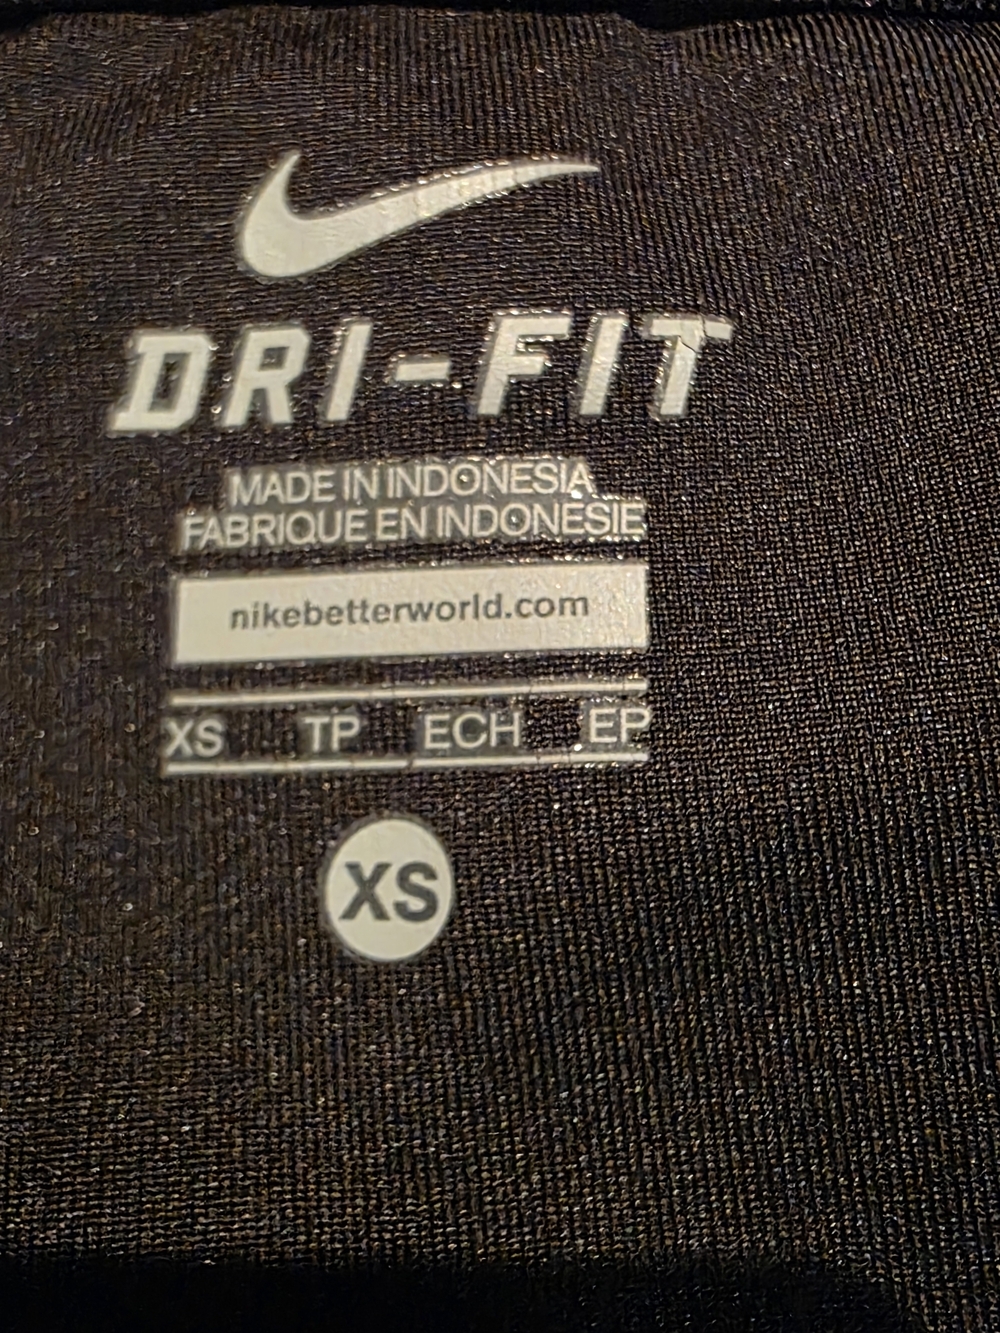 DRI-FIT
MADE IN INDONESIA
FABRIQUE EN INDONESIE
nikebetterworld.com
XS TP ECH EP
XS